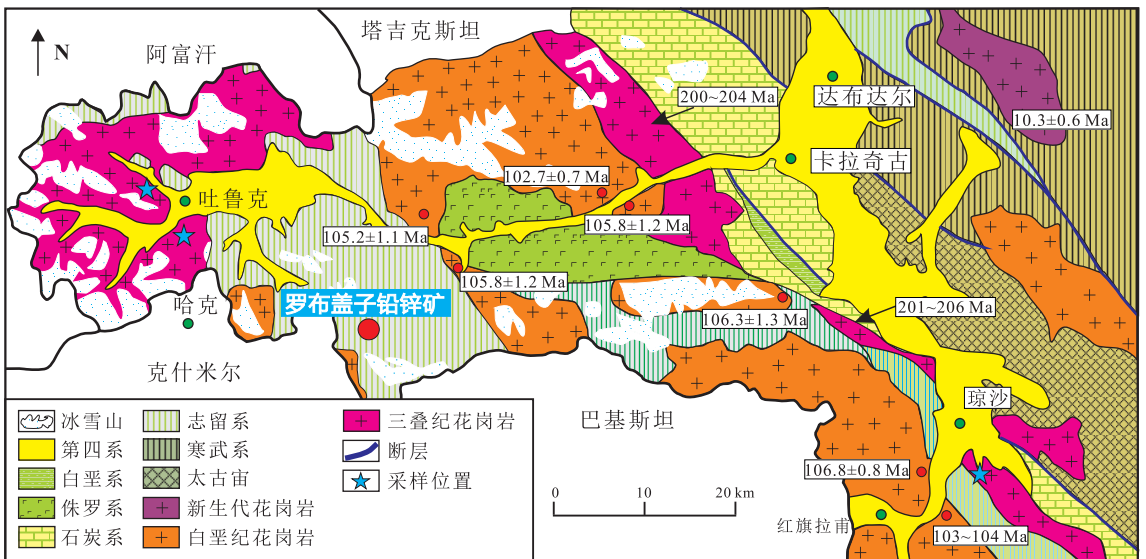 N
阿富汗
塔吉克斯坦
200~204 Ma
达布达尔
10.3±0.6 Ma
卡拉奇古
102.7±0.7 Ma
吐鲁克
105.8±1.2 Ma
105.2±1.1 Ma
105.8±1.2 Ma
哈克
罗布盖子铅锌矿
106.3±1.3 Ma
201~206 Ma
克什米尔
巴基斯坦
琼沙
106.8±0.8 Ma
红旗拉甫
103~104 Ma
冰雪山
志留系
三叠纪花岗岩
第四系
寒武系
断层
白垩系
太古宙
采样位置
侏罗系
新生代花岗岩
石炭系
白垩纪花岗岩
0 10 20 km